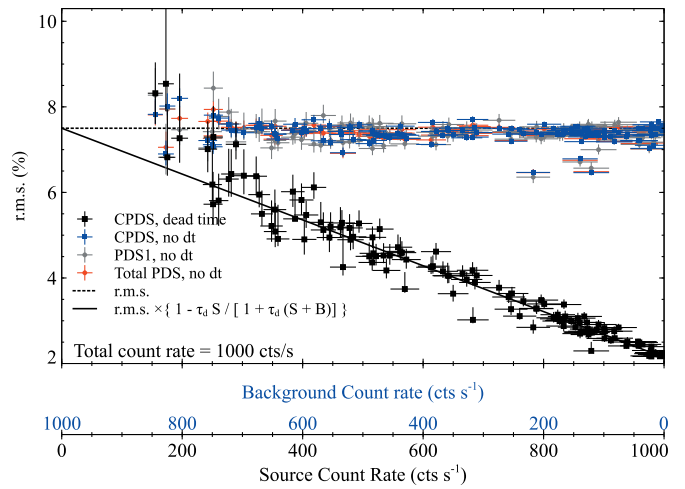 10
8
6
4
2
r.m.s. (%)
CPDS, dead time
CPDS, no dt
PDS1, no dt
Total PDS, no dt
r.m.s.
r.m.s. × { 1 - τd S / [ 1 + τd (S + B)] }
Total count rate = 1000 cts/s
Background Count rate (cts s-1)
1000 800 600 400 200 0
0 200 400 600 800 1000
Source Count Rate (cts s-1)